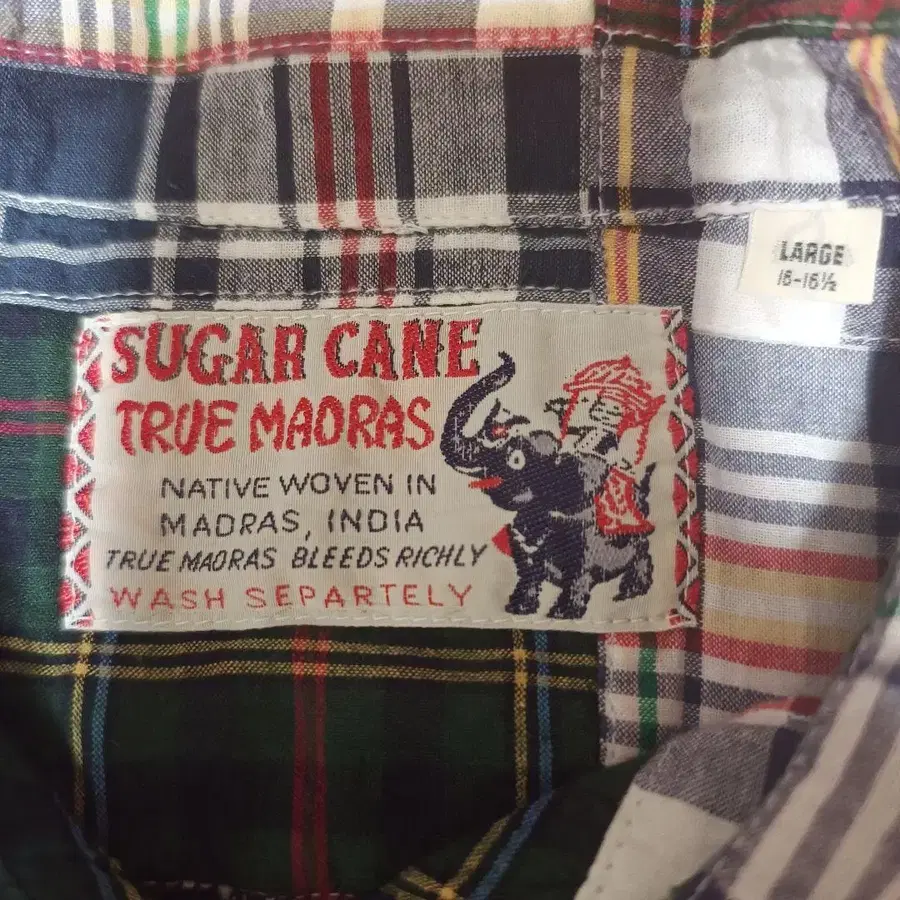 LARGE
16-16½
SUGAR CANE
TRUE MADRAS
NATIVE WOVEN IN
MADRAS, INDIA
TRUE MADRAS BLEEDS RICHLY
WASH SEPARTELY